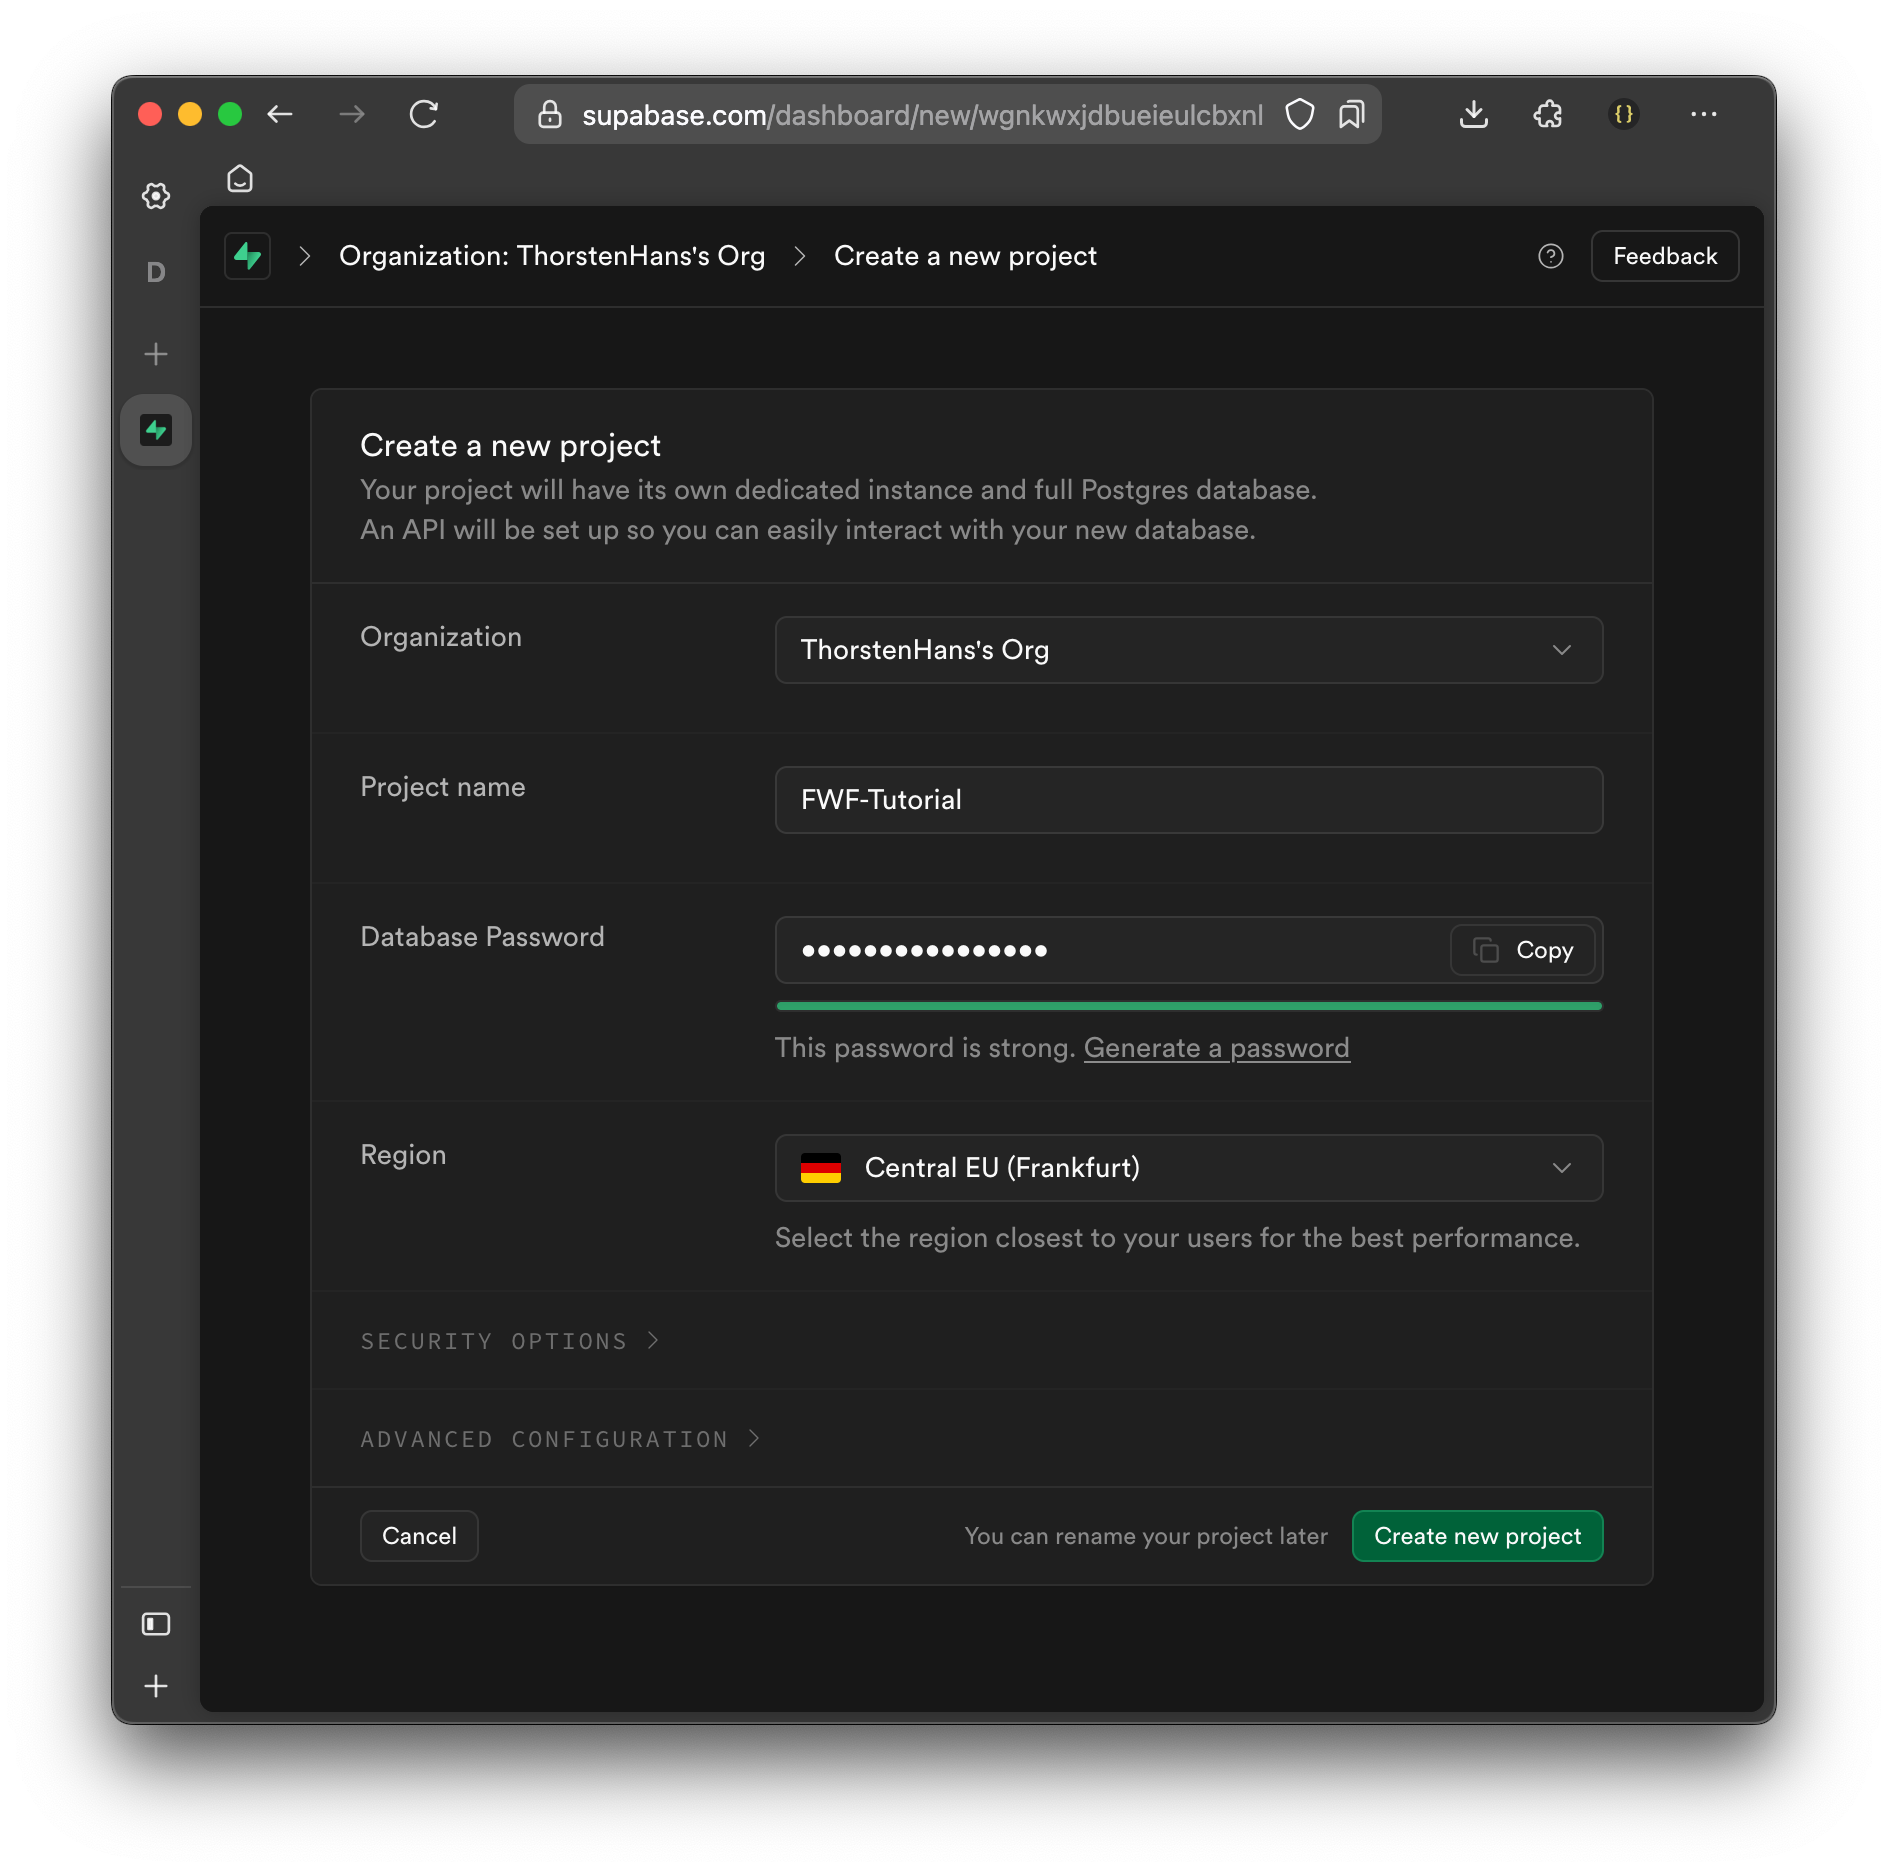 supabase.com/dashboard/new/wgnkwxjdbueieulcbxnl
{}
D
Organization: ThorstenHans's Org > Create a new project
Feedback
Create a new project
Your project will have its own dedicated instance and full Postgres database.
An API will be set up so you can easily interact with your new database.
Organization
ThorstenHans's Org
Project name
FWF-Tutorial
Database Password
••••••••••••••••
Copy
This password is strong. Generate a password
Region
Central EU (Frankfurt)
Select the region closest to your users for the best performance.
SECURITY OPTIONS >
ADVANCED CONFIGURATION >
Cancel
You can rename your project later
Create new project